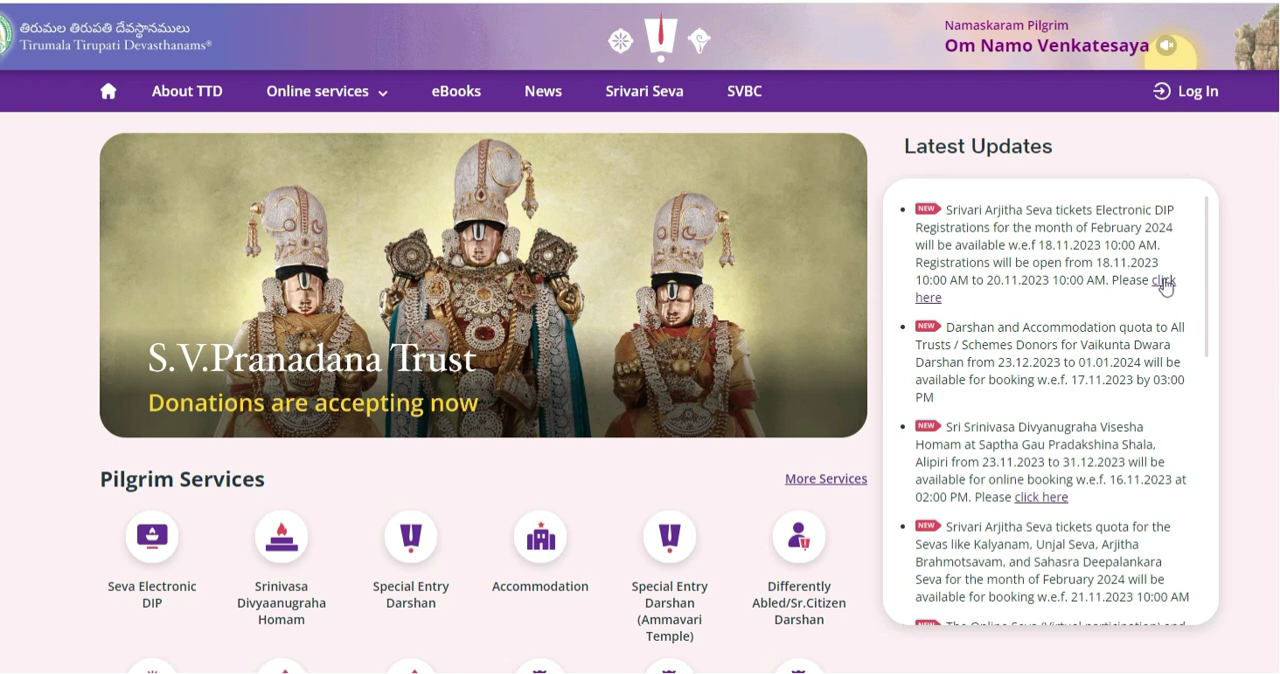 తిరుమల తిరుపతి దేవస్థానములు
Tirumala Tirupati Devasthanams®
Namaskaram Pilgrim
Om Namo Venkatesaya
About TTD
Online services
eBooks
News
Srivari Seva
SVBC
Log In
S.V.Pranadana Trust
Donations are accepting now
Latest Updates
NEW Srivari Arjitha Seva tickets Electronic DIP
Registrations for the month of February 2024
will be available w.e.f 18.11.2023 10:00 AM.
Registrations will be open from 18.11.2023
10:00 AM to 20.11.2023 10:00 AM. Please click
here
NEW Darshan and Accommodation quota to All
Trusts / Schemes Donors for Vaikunta Dwara
Darshan from 23.12.2023 to 01.01.2024 will be
available for booking w.e.f. 17.11.2023 by 03:00
PM
NEW Sri Srinivasa Divyanugraha Visesha
Homam at Saptha Gau Pradakshina Shala,
Alipiri from 23.11.2023 to 31.12.2023 will be
available for online booking w.e.f. 16.11.2023 at
02:00 PM. Please click here
NEW Srivari Arjitha Seva tickets quota for the
Sevas like Kalyanam, Unjal Seva, Arjitha
Brahmotsavam, and Sahasra Deepalankara
Seva for the month of February 2024 will be
available for booking w.e.f. 21.11.2023 10:00 AM
NEW The Online Seva (Virtual participation) and
Pilgrim Services
More Services
Seva Electronic
DIP
Srinivasa
Divyaanugraha
Homam
Special Entry
Darshan
Accommodation
Special Entry
Darshan
(Ammavari
Temple)
Differently
Abled/Sr.Citizen
Darshan